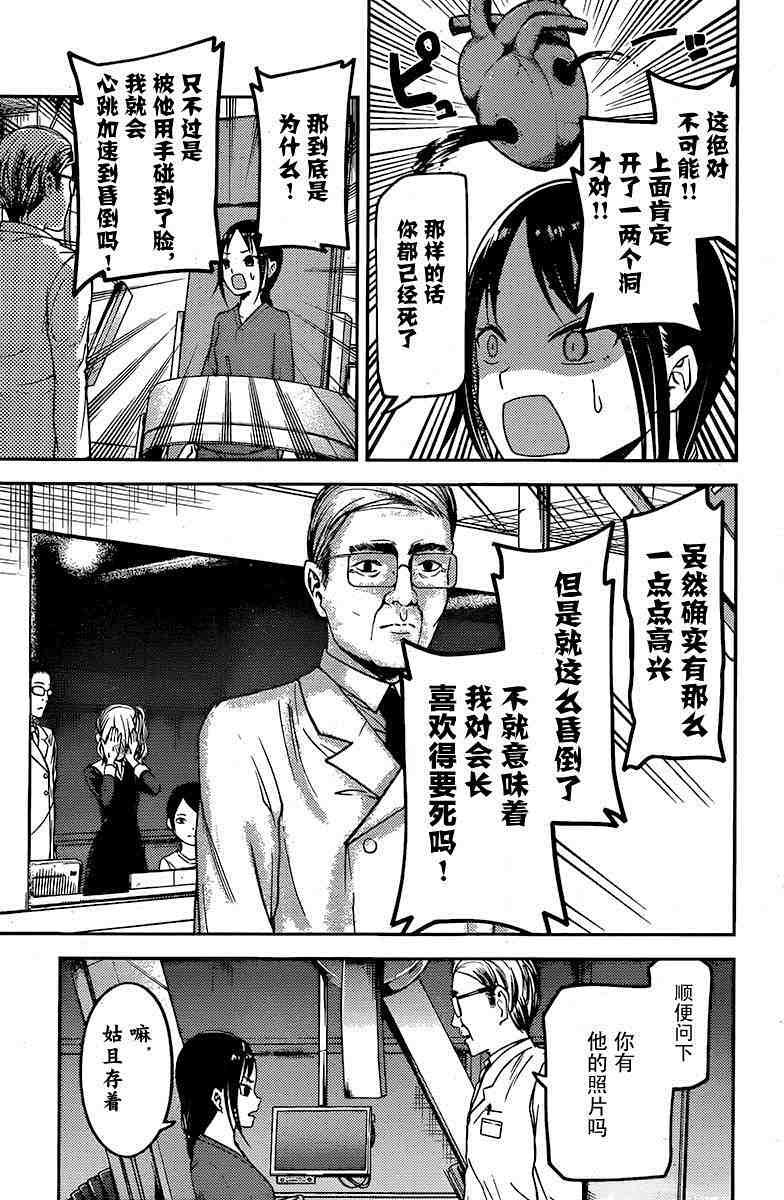 这绝对
不可能!!
上面肯定
开了一两个洞
才对!!
ピュ
ビ
那样的话
你都已经死了
那到底是
为什么！
只不过是
被他用手碰到了脸，
我就会
心跳加速到昏倒吗！
虽然确实有那么
一点点高兴
但是就这么昏倒了
不就意味着
我对会长
喜欢得要死吗！
顺便问下
你有
他的照片吗
嘛，
姑且存着